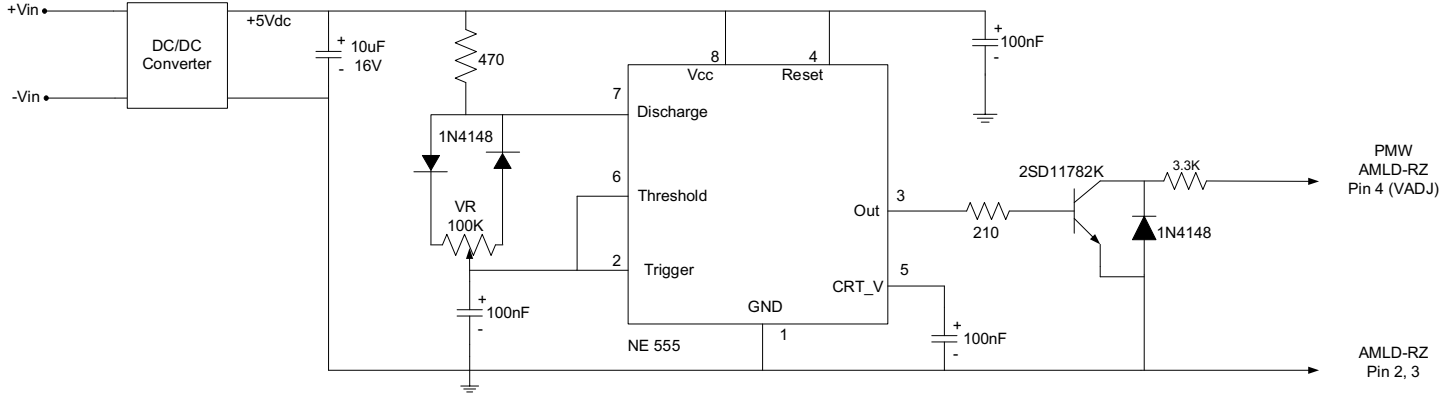 +Vin
-Vin
DC/DC
Converter
+5Vdc
+
10uF
16V
-
470
1N4148
VR
100K
+
100nF
-
7
Discharge
6
Threshold
2
Trigger
8
Vcc
4
Reset
3
Out
5
CRT_V
GND
1
NE 555
+
100nF
-
+
100nF
-
210
2SD11782K
3.3K
1N4148
PMW
AMLD-RZ
Pin 4 (VADJ)
AMLD-RZ
Pin 2, 3